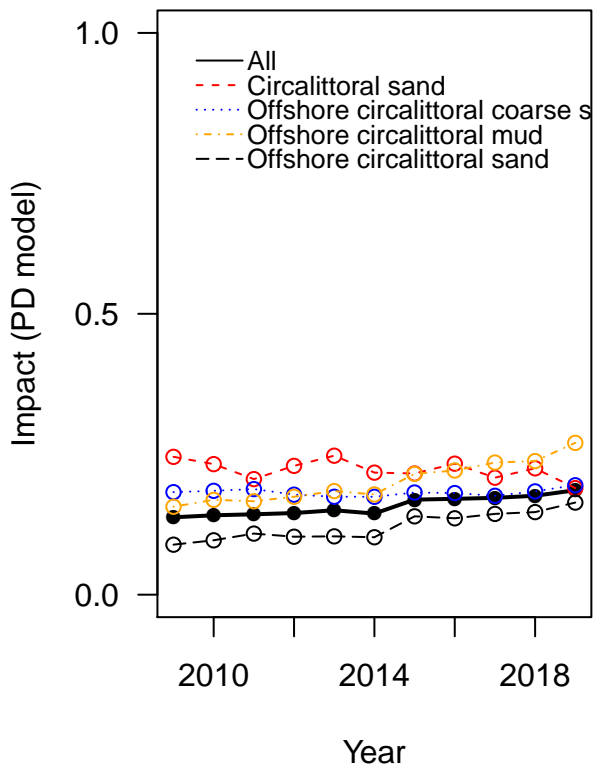 1.0
All
Circalittoral sand
Offshore circalittoral coarse s
Offshore circalittoral mud
Offshore circalittoral sand
Impact (PD model)
0.5
0.0
2010 2014 2018
Year